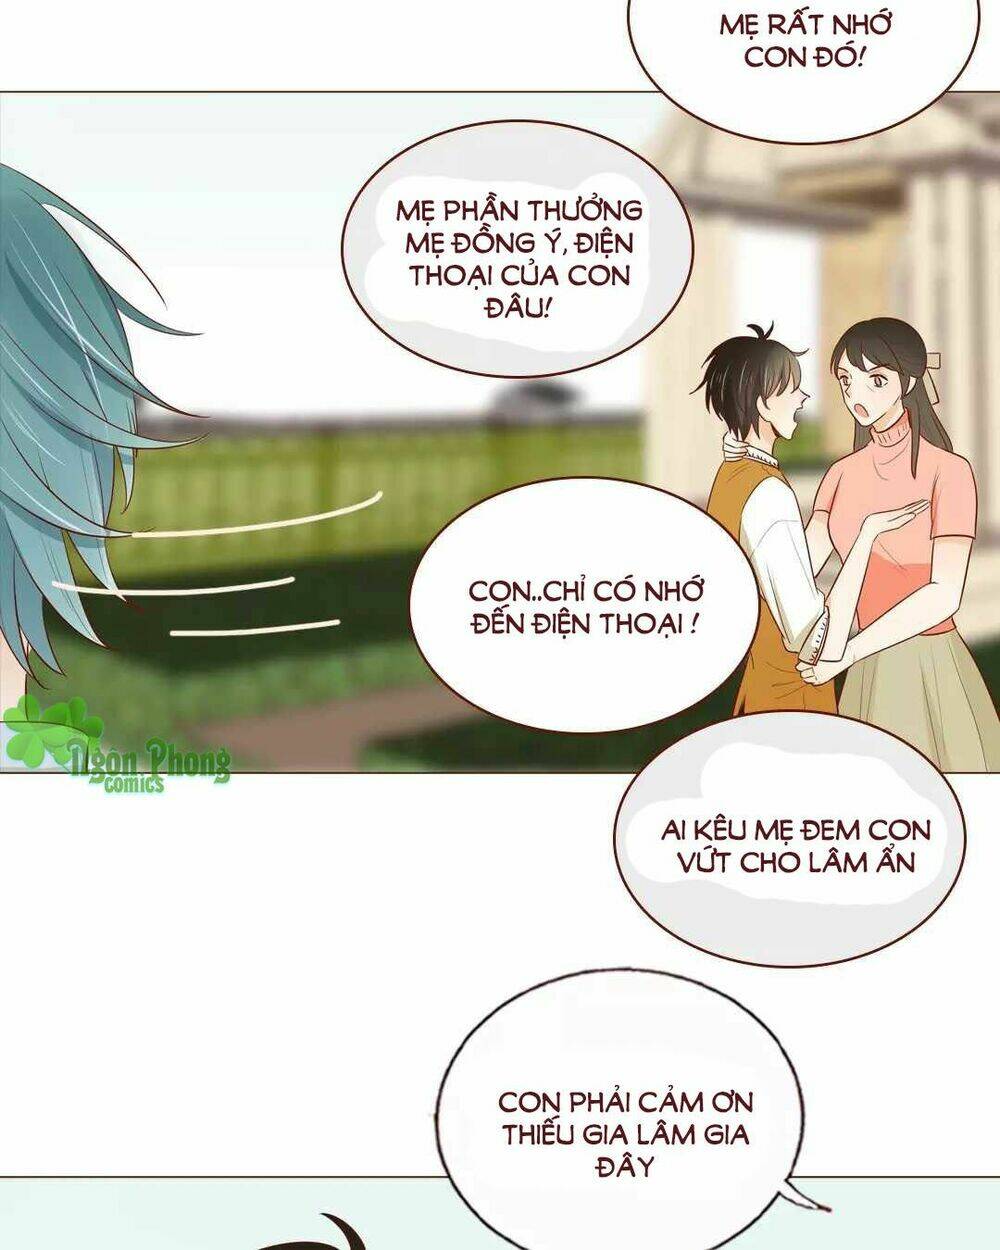 MẸ RẤT NHỚ
CON ĐÓ!
MẸ PHẦN THƯỞNG
MẸ ĐỒNG Ý, ĐIỆN
THOẠI CỦA CON
ĐÂU!
CON..CHỈ CÓ NHỚ
ĐẾN ĐIỆN THOẠI !
Ngôn Phong
comics
AI KÊU MẸ ĐEM CON
VỨT CHO LÂM ẨN
CON PHẢI CẢM ƠN
THIẾU GIA LÂM GIA
ĐÂY